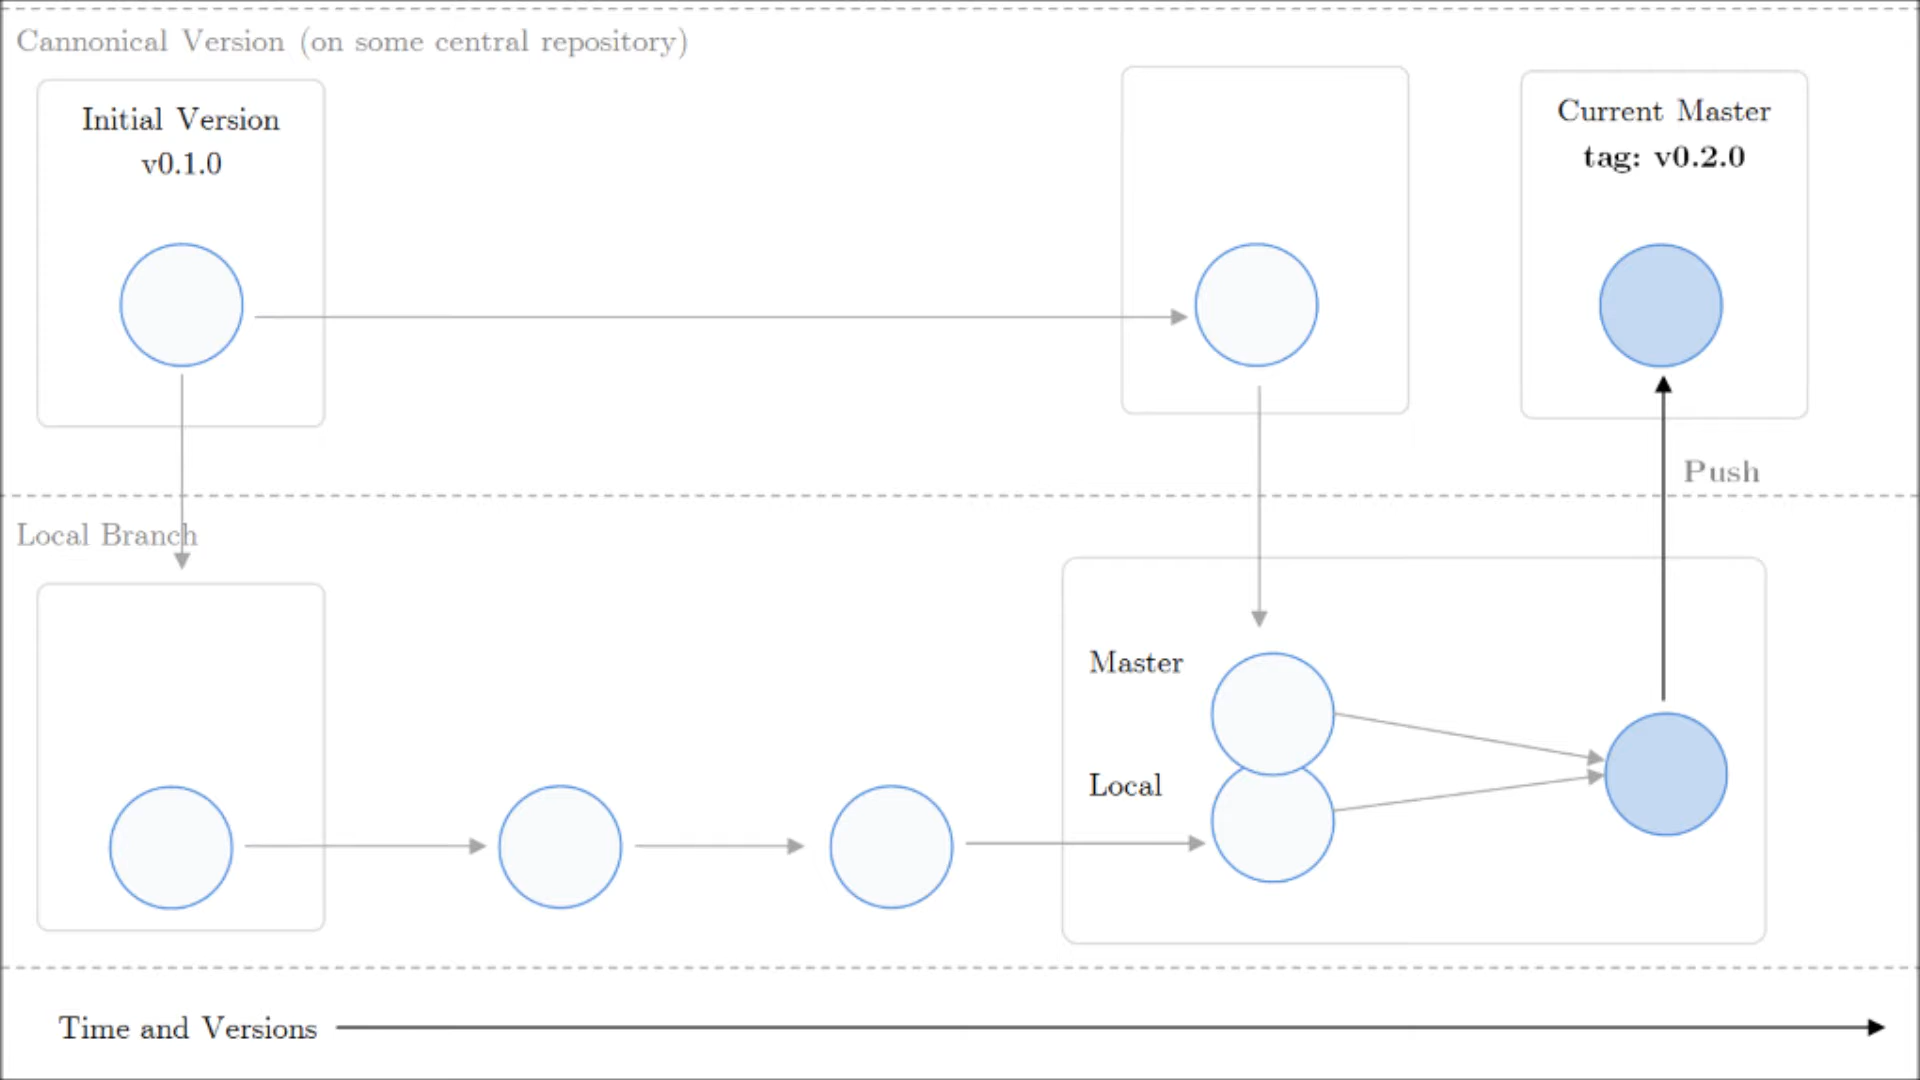 Cannonical Version (on some central repository)
Initial Version
v0.1.0
Current Master
tag: v0.2.0
Push
Local Branch
Master
Local
Time and Versions